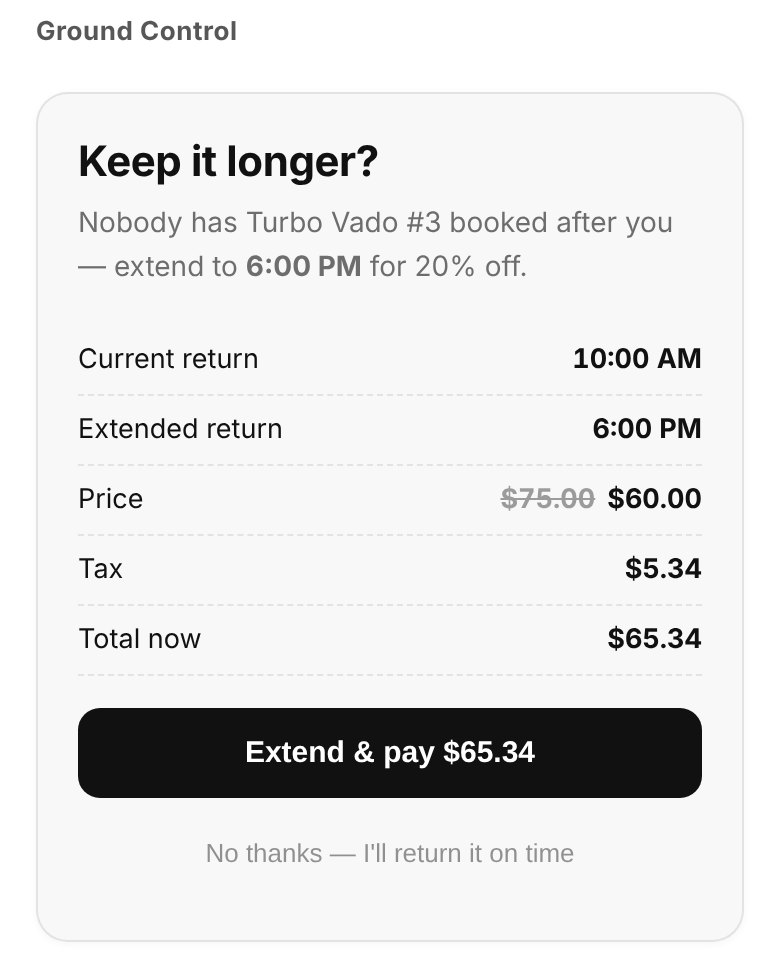 Ground Control
Keep it longer?
Nobody has Turbo Vado #3 booked after you
— extend to 6:00 PM for 20% off.
Current return 10:00 AM
Extended return 6:00 PM
Price $75.00 $60.00
Tax $5.34
Total now $65.34
Extend & pay $65.34
No thanks — I'll return it on time